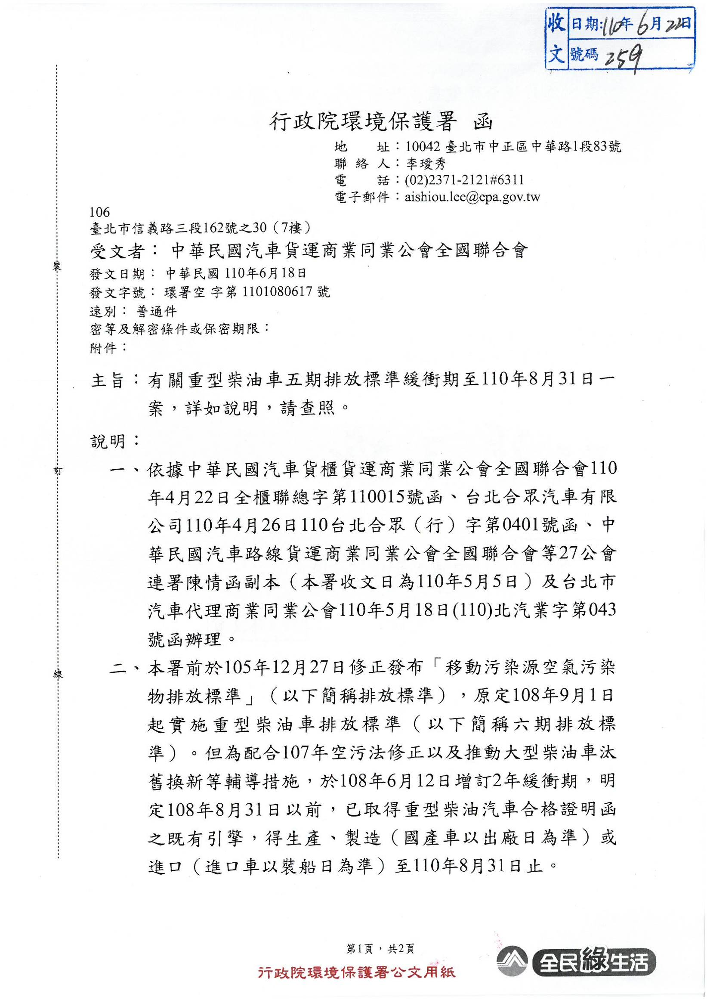 收文
日期:110年6月22日
號碼 259
行政院環境保護署 函
地 址：10042 臺北市中正區中華路1段83號
聯 絡 人：李璦秀
電 話：(02)2371-2121#6311
電子郵件：aishiou.lee@epa.gov.tw
106
臺北市信義路三段162號之30（7樓）
受文者： 中華民國汽車貨運商業同業公會全國聯合會
發文日期： 中華民國 110年6月18日
發文字號： 環署空 字第 1101080617 號
速別： 普通件
密等及解密條件或保密期限：
附件：
主旨：有關重型柴油車五期排放標準緩衝期至110年8月31日一
案，詳如說明，請查照。
說明：
一、依據中華民國汽車貨櫃貨運商業同業公會全國聯合會110
年4月22日全櫃聯總字第110015號函、台北合眾汽車有限
公司110年4月26日110台北合眾（行）字第0401號函、中
華民國汽車路線貨運商業同業公會全國聯合會等27公會
連署陳情函副本（本署收文日為110年5月5日）及台北市
汽車代理商業同業公會110年5月18日(110)北汽業字第043
號函辦理。
二、本署前於105年12月27日修正發布「移動污染源空氣污染
物排放標準」（以下簡稱排放標準），原定108年9月1日
起實施重型柴油車排放標準（以下簡稱六期排放標
準）。但為配合107年空污法修正以及推動大型柴油車汰
舊換新等輔導措施，於108年6月12日增訂2年緩衝期，明
定108年8月31日以前，已取得重型柴油汽車合格證明函
之既有引擎，得生產、製造（國產車以出廠日為準）或
進口（進口車以裝船日為準）至110年8月31日止。
裝
訂
線
第1頁，共2頁
行政院環境保護署公文用紙
全民綠生活